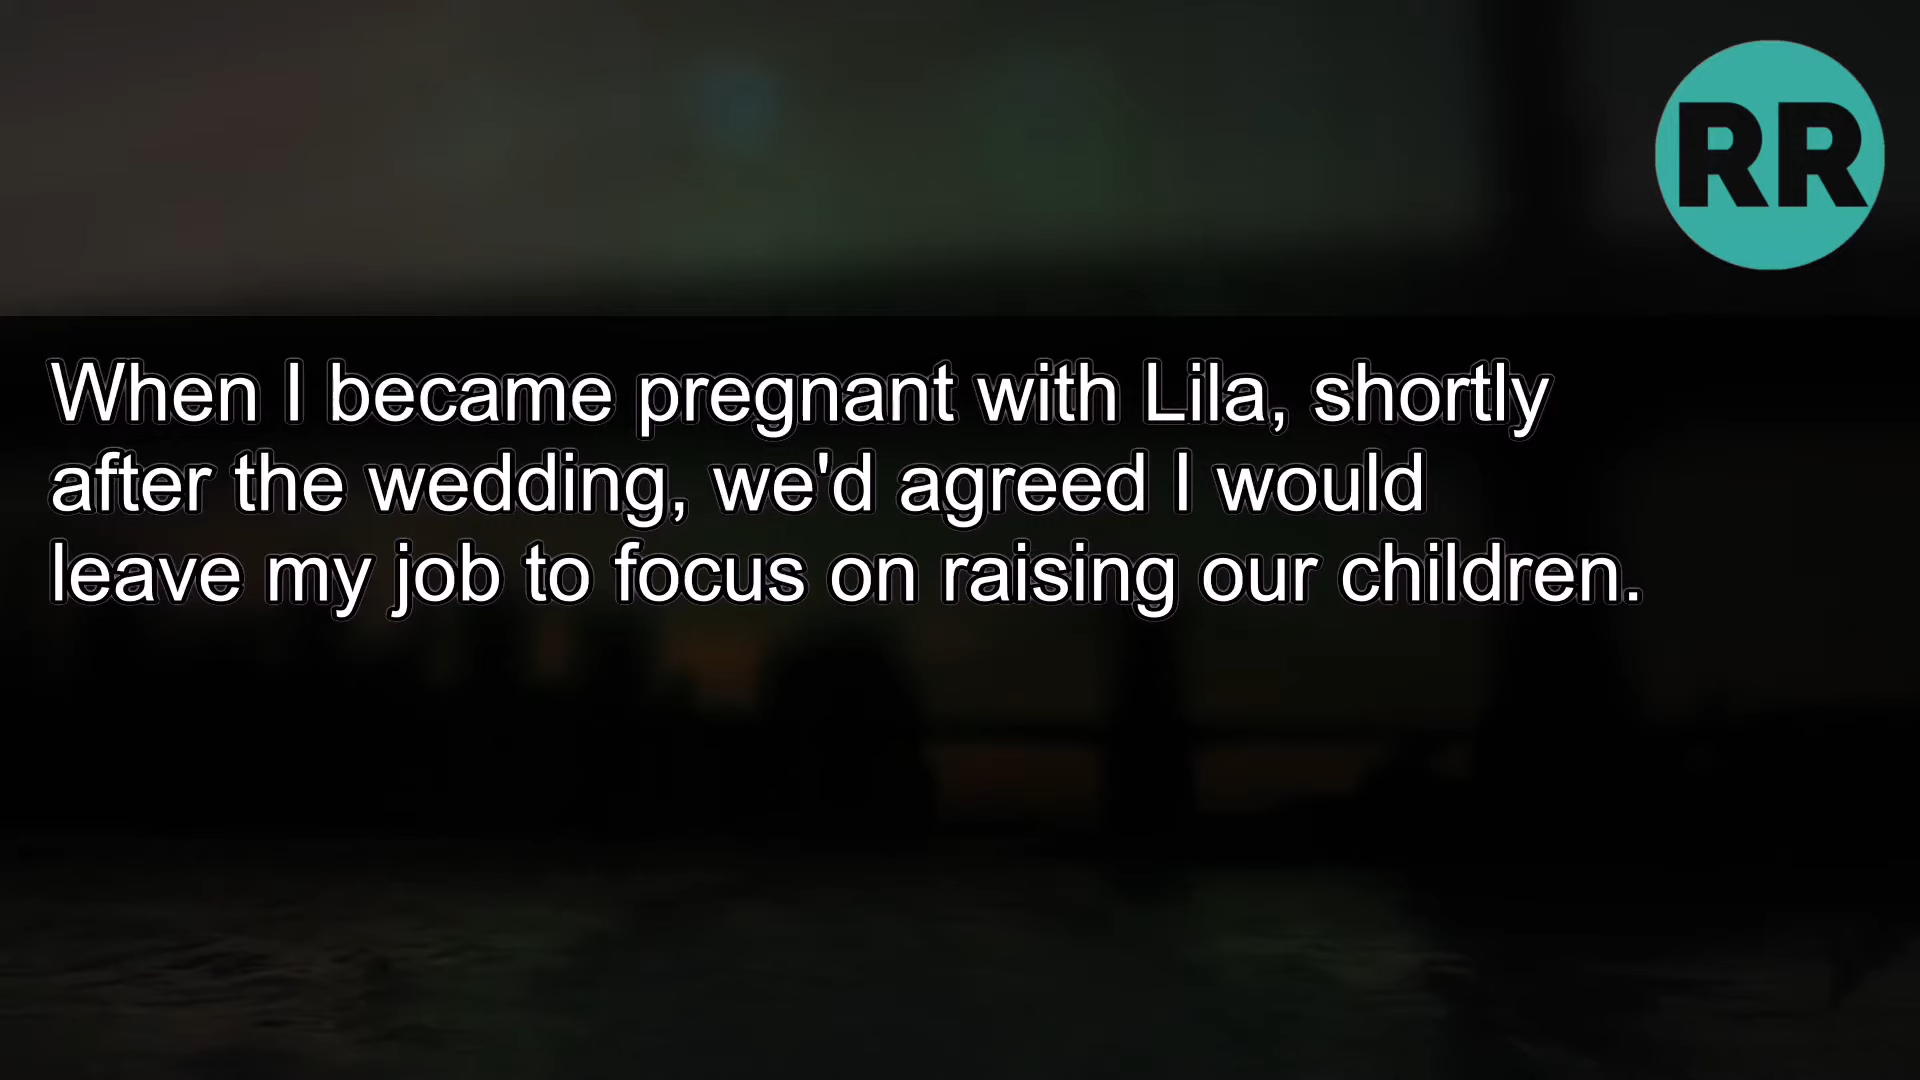 RR
When I became pregnant with Lila, shortly
after the wedding, we'd agreed I would
leave my job to focus on raising our children.